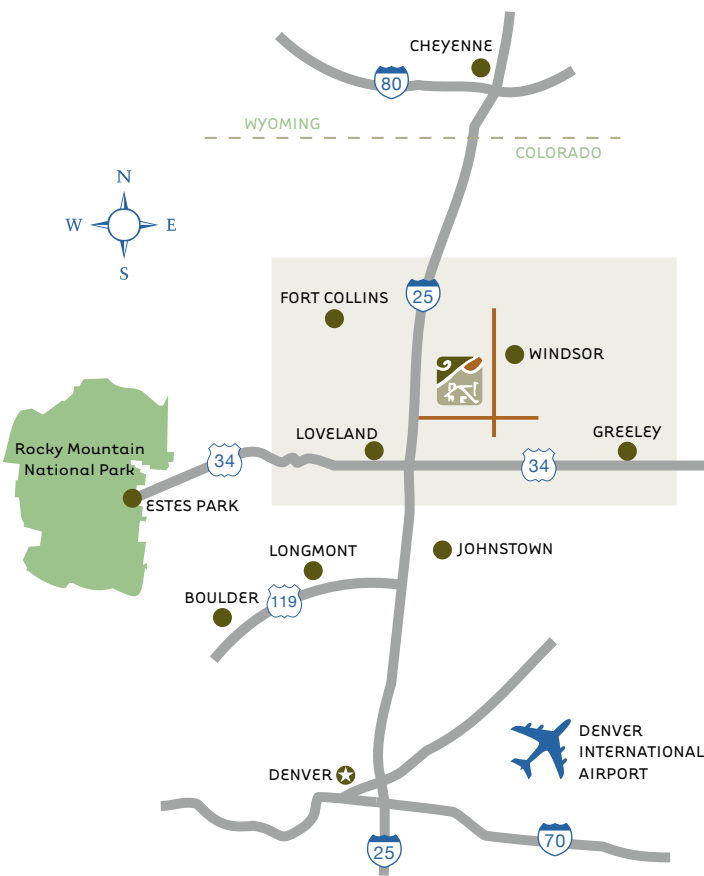 CHEYENNE
80
WYOMING
COLORADO
N
W
E
S
25
FORT COLLINS
WINDSOR
LOVELAND
GREELEY
Rocky Mountain
National Park
34
34
ESTES PARK
LONGMONT
JOHNSTOWN
BOULDER
119
DENVER
INTERNATIONAL
AIRPORT
DENVER
25
70